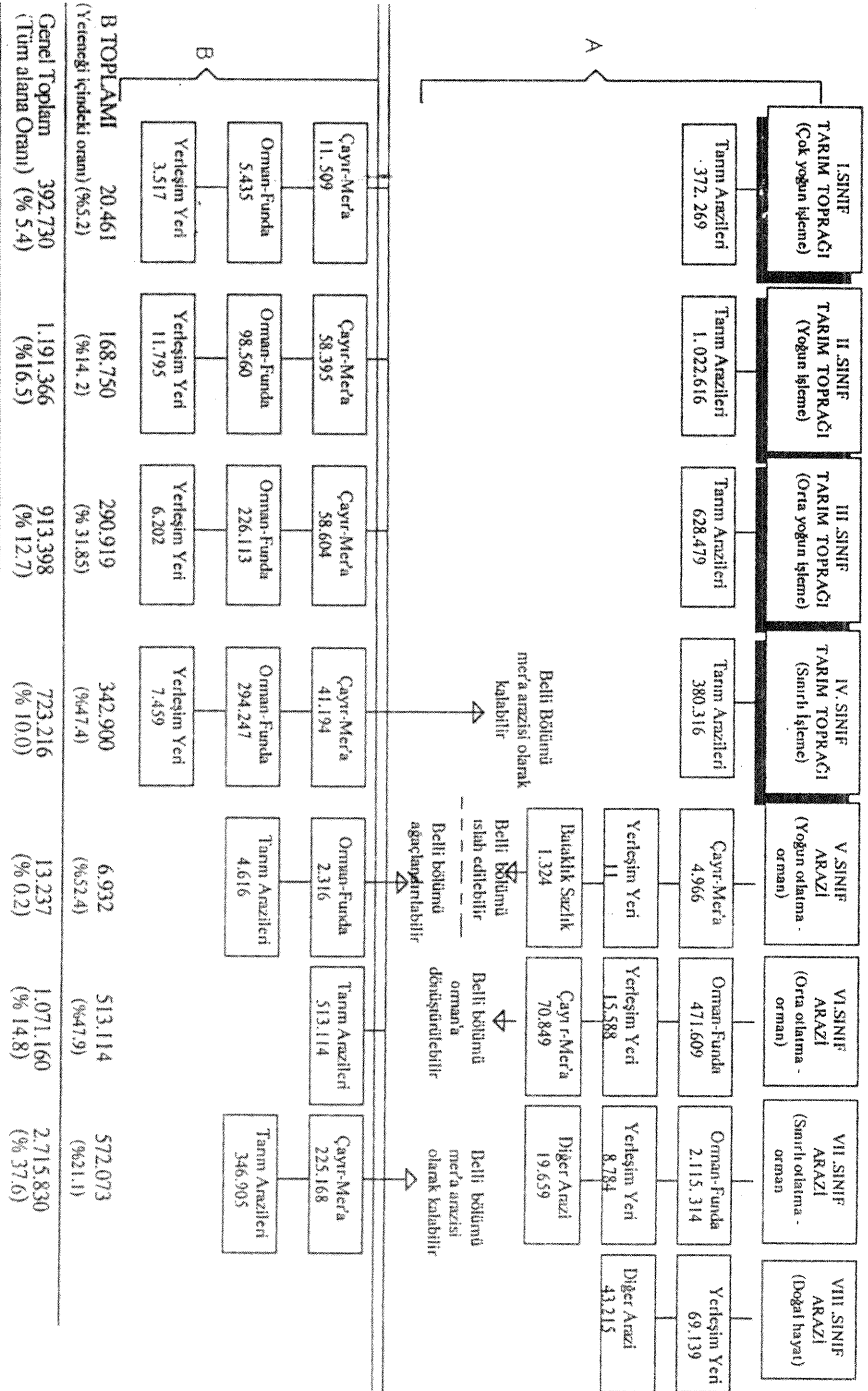 I.SINIF
TARIM TOPRAĞI
(Çok yoğun işleme)
II .SINIF
TARIM TOPRAĞI
(Yoğun işleme)
III .SINIF
TARIM TOPRAĞI
(Orta yoğun işleme)
IV. SINIF
TARIM TOPRAĞI
(Sınırlı İşleme)
V.SINIF
ARAZİ
(Yoğun otlatma -
orman)
VI.SINIF
ARAZİ
(Orta otlatma -
orman)
VII .SINIF
ARAZİ
(Sınırlı otlatma -
orman
VIII .SINIF
ARAZİ
(Doğal hayat)
A
Tarım Arazileri
372. 269
Tarım Arazileri
1. 022.616
Tarım Arazileri
628.479
Tarım Arazileri
380.316
Çayır-Mer'a
4.966
Orman-Funda
471.609
Orman-Funda
2.115. 314
Yerleşim Yeri
69.139
Yerleşim Yeri
11
Yerleşim Yeri
15.588
Yerleşim Yeri
8.784
Diğer Arazi
43.215
Bataklık Sazlık
1.324
Çayı r-Mer'a
70.849
Diğer Arazi
19.659
Belli Bölümü
mer'a arazisi olarak
kalabilir
Belli bölümü
ıslah edilebilir
Belli bölümü
ağaçlandırılabilir
Belli bölümü
orman'a
dönüştürülebilir
Belli bölümü
mer'a arazisi
olarak kalabilir
B
Çayır-Mer'a
11. 509
Çayır-Mer'a
58.395
Çayır-Mer'a
58.604
Çayır-Mer'a
41.194
Orman-Funda
2.316
Tarım Arazileri
513.114
Çayır-Mer'a
225.168
Orman-Funda
5.435
Orman-Funda
98.560
Orman-Funda
226.113
Orman-Funda
294.247
Tarım Arazileri
4.616
Tarım Arazileri
346.905
Yerleşim Yeri
3.517
Yerleşim Yeri
11.795
Yerleşim Yeri
6.202
Yerleşim Yeri
7.459
B TOPLAMI 20.461 168.750 290.919 342.900 6.932 513.114 572.073
(Yeteneği içindeki oranı) (%5.2) (%14. 2) (% 31.85) (%47.4) (%52.4) (%47.9) (%21.1)
Genel Toplam 392.730 1.191.366 913.398 723.216 13.237 1.071.160 2.715.830
(Tüm alana Oranı) (% 5.4) (%16.5) (% 12.7) (% 10.0) (% 0.2) (% 14.8) (% 37.6)